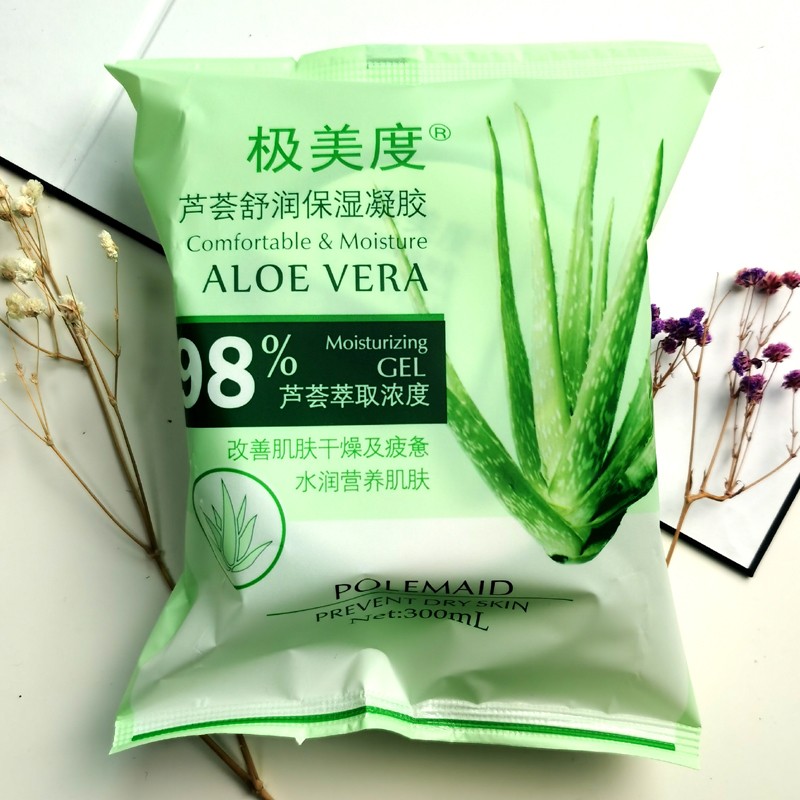 极美度®
芦荟舒润保湿凝胶
Comfortable & Moisture
ALOE VERA
98%
Moisturizing
GEL
芦荟萃取浓度
改善肌肤干燥及疲惫
水润营养肌肤
POLEMAID
PREVENT DRY SKIN
Net:300mL